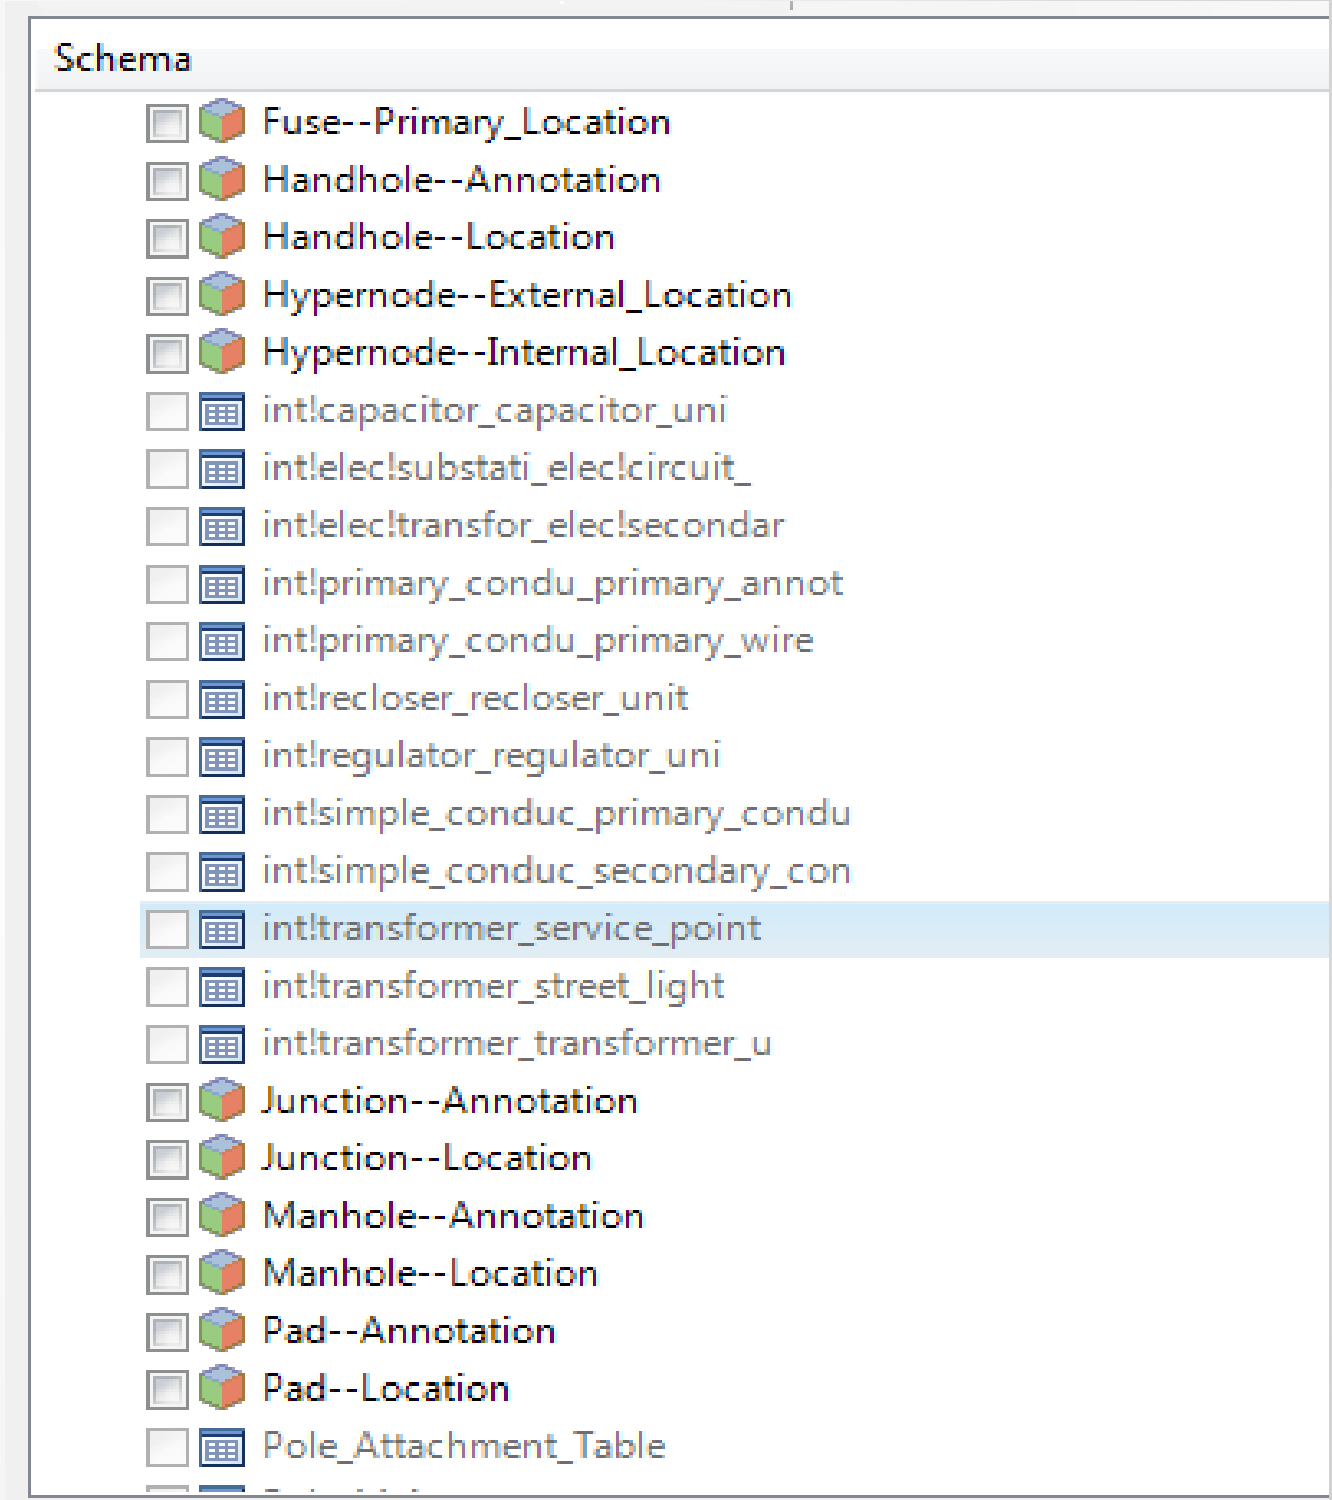 Schema
Fuse--Primary_Location
Handhole--Annotation
Handhole--Location
Hypernode--External_Location
Hypernode--Internal_Location
int!capacitor_capacitor_uni
int!elec!substati_elec!circuit_
int!elec!transfor_elec!secondar
int!primary_condu_primary_annot
int!primary_condu_primary_wire
int!recloser_recloser_unit
int!regulator_regulator_uni
int!simple_conduc_primary_condu
int!simple_conduc_secondary_con
int!transformer_service_point
int!transformer_street_light
int!transformer_transformer_u
Junction--Annotation
Junction--Location
Manhole--Annotation
Manhole--Location
Pad--Annotation
Pad--Location
Pole_Attachment_Table